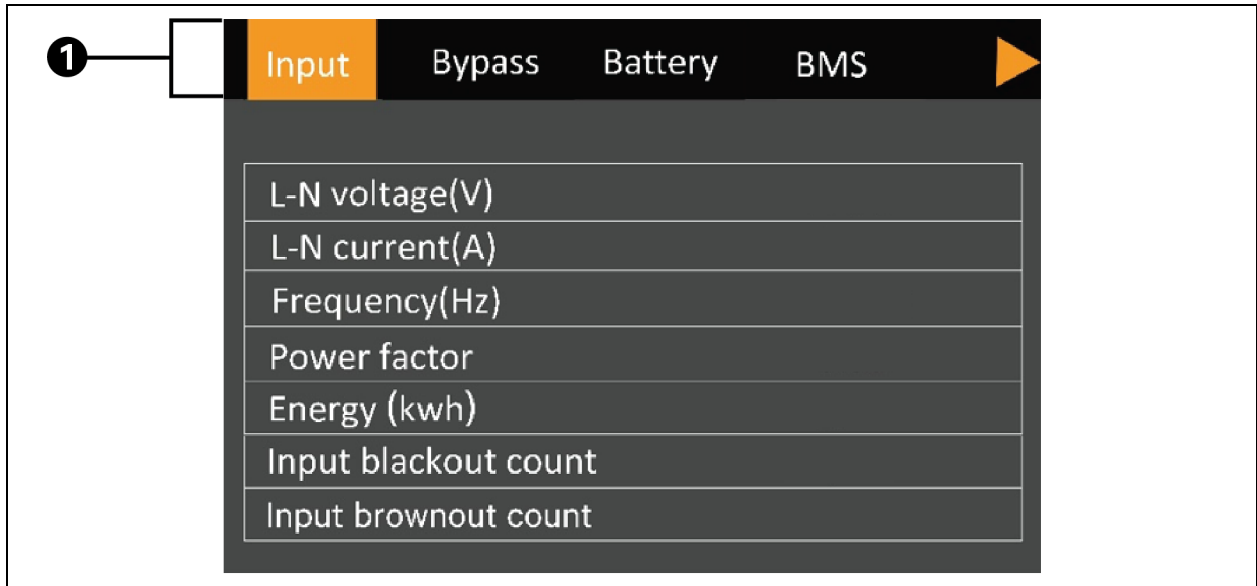 1
Input Bypass Battery BMS
L-N voltage(V)
L-N current(A)
Frequency(Hz)
Power factor
Energy (kwh)
Input blackout count
Input brownout count